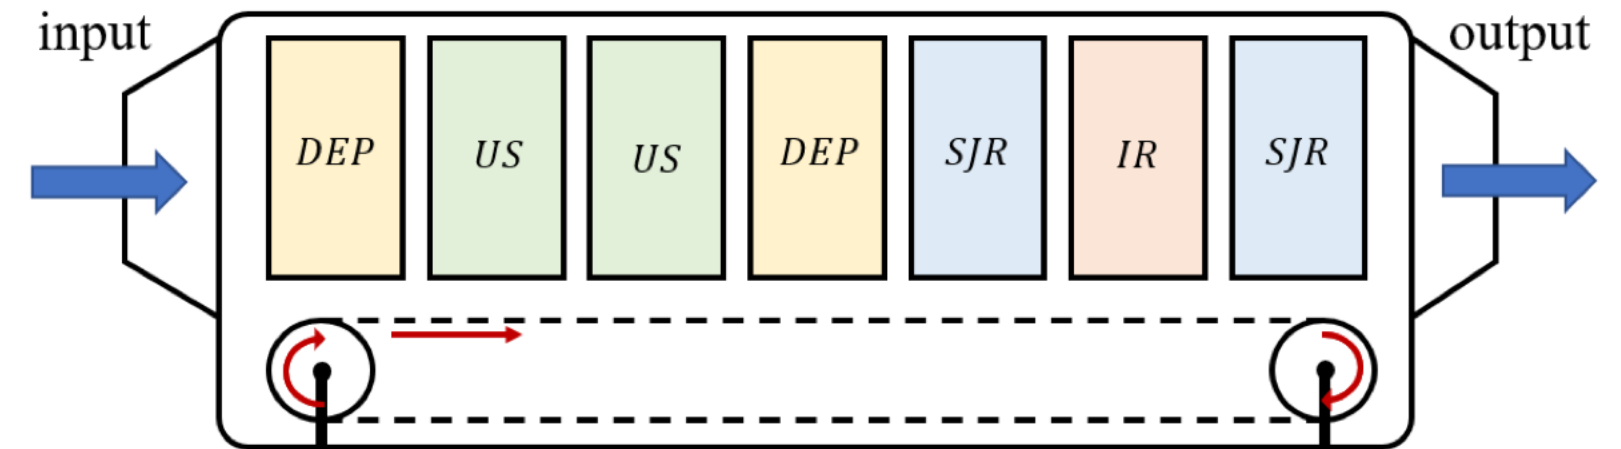 input
output
DEP
US
US
DEP
SJR
IR
SJR